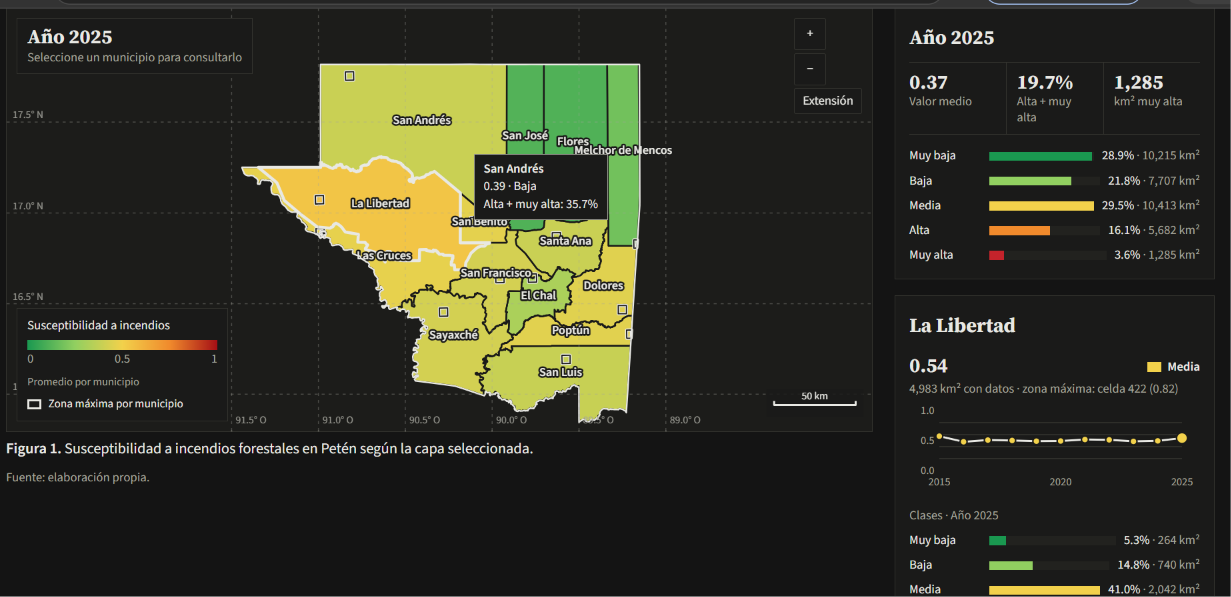 Año 2025
Seleccione un municipio para consultarlo
+
−
Extensión
17.5° N
17.0° N
16.5° N
San Andrés
San José
Flores
Melchor de Mencos
San Andrés
0.39 · Baja
Alta + muy alta: 35.7%
La Libertad
San Benito
Santa Ana
Las Cruces
San Francisco
Dolores
El Chal
Sayaxché
Poptún
San Luis
Susceptibilidad a incendios
0 0.5 1
Promedio por municipio
Zona máxima por municipio
50 km
91.5° O 91.0° O 90.5° O 90.0° O 89.0° O
Figura 1. Susceptibilidad a incendios forestales en Petén según la capa seleccionada.
Fuente: elaboración propia.
Año 2025
0.37 19.7% 1,285
Valor medio Alta + muy alta km² muy alta
Muy baja 28.9% · 10,215 km²
Baja 21.8% · 7,707 km²
Media 29.5% · 10,413 km²
Alta 16.1% · 5,682 km²
Muy alta 3.6% · 1,285 km²
La Libertad
0.54 Media
4,983 km² con datos · zona máxima: celda 422 (0.82)
1.0
0.5
0.0
2015 2020 2025
Clases · Año 2025
Muy baja 5.3% · 264 km²
Baja 14.8% · 740 km²
Media 41.0% · 2,042 km²